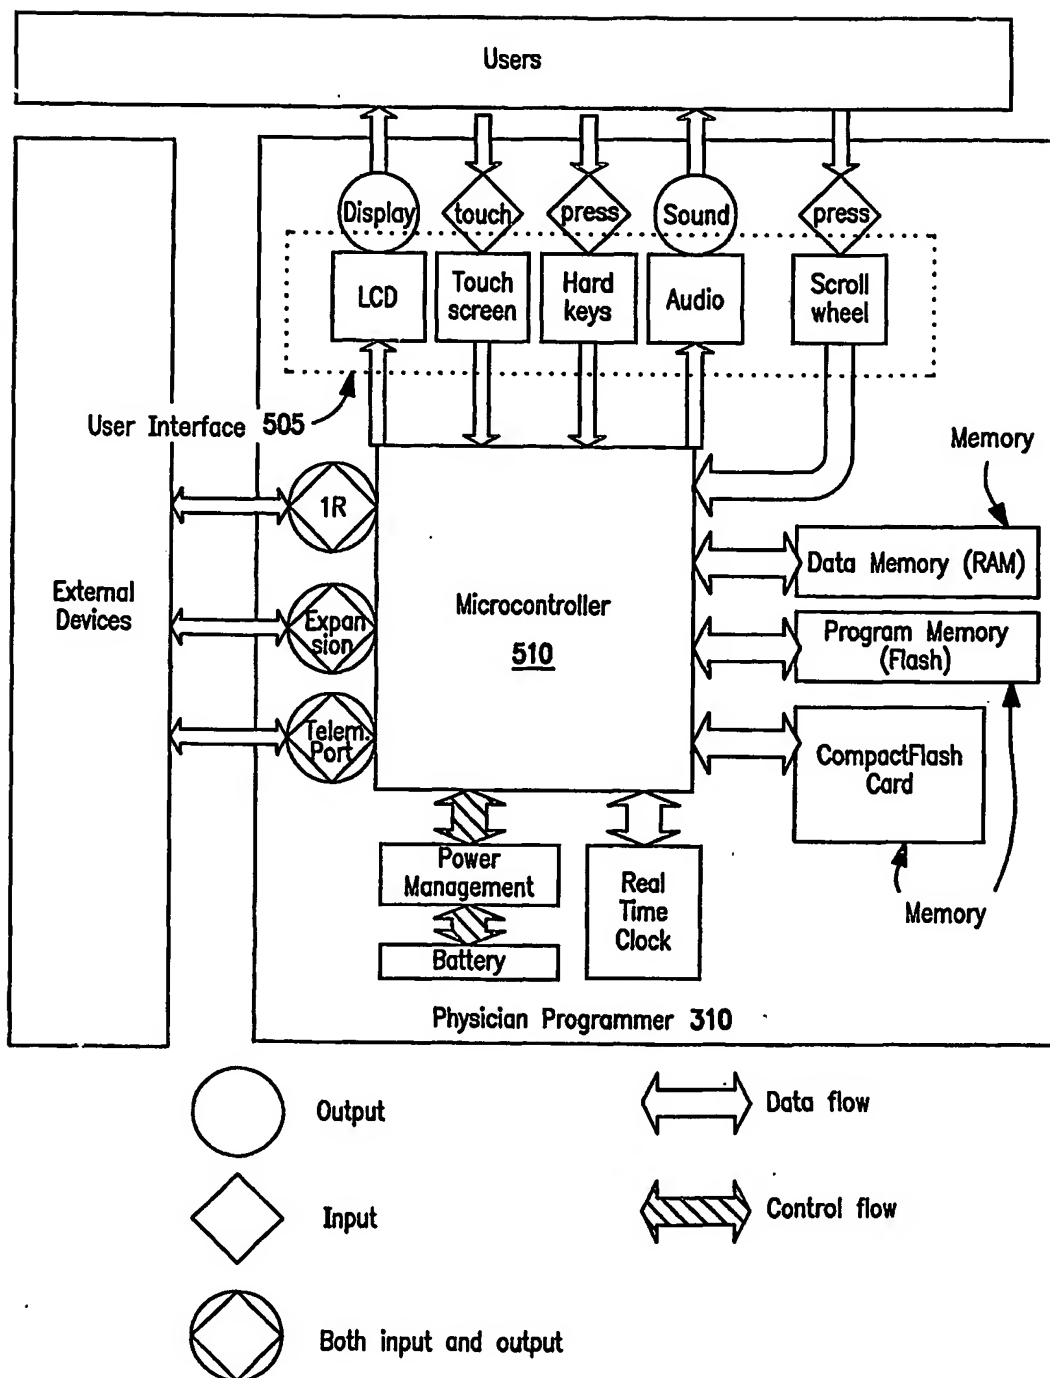 Users
Display
touch
press
Sound
press
LCD
Touch
screen
Hard
keys
Audio
Scroll
wheel
User Interface 505
Memory
1R
External
Devices
Expan
sion
Telem.
Port
Microcontroller
510
Data Memory (RAM)
Program Memory
(Flash)
CompactFlash
Card
Memory
Power
Management
Battery
Real
Time
Clock
Physician Programmer 310
Output
Data flow
Input
Control flow
Both input and output